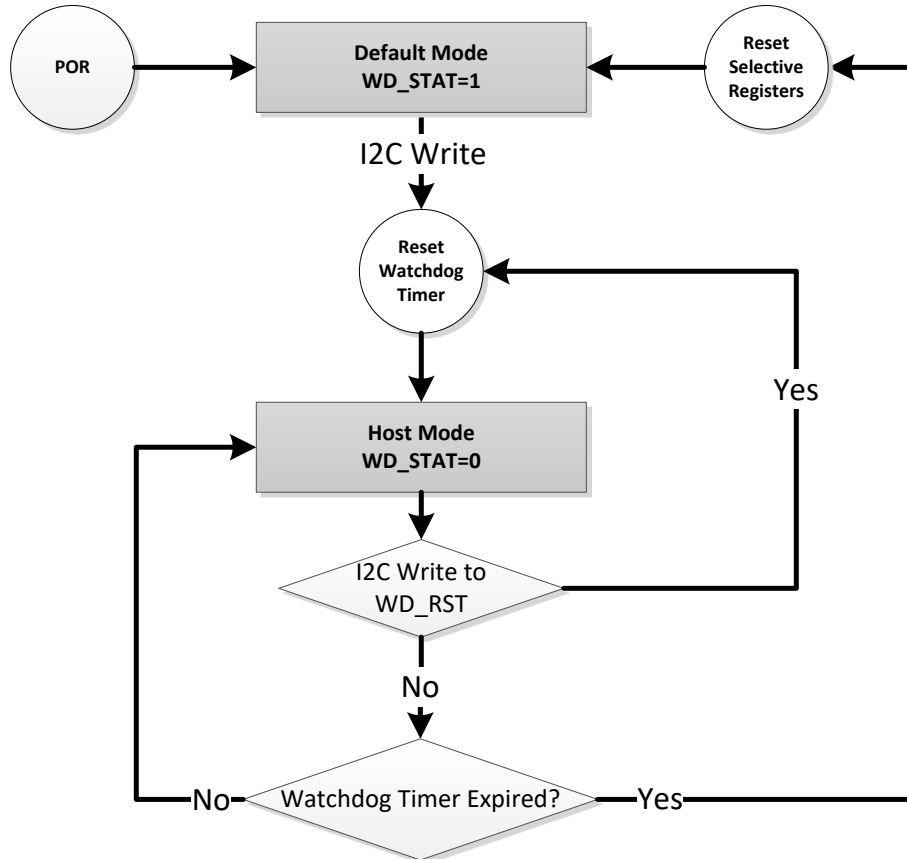 POR
Default Mode
WD_STAT=1
Reset
Selective
Registers
I2C Write
Reset
Watchdog
Timer
Yes
Host Mode
WD_STAT=0
I2C Write to
WD_RST
No
No
Watchdog Timer Expired?
Yes